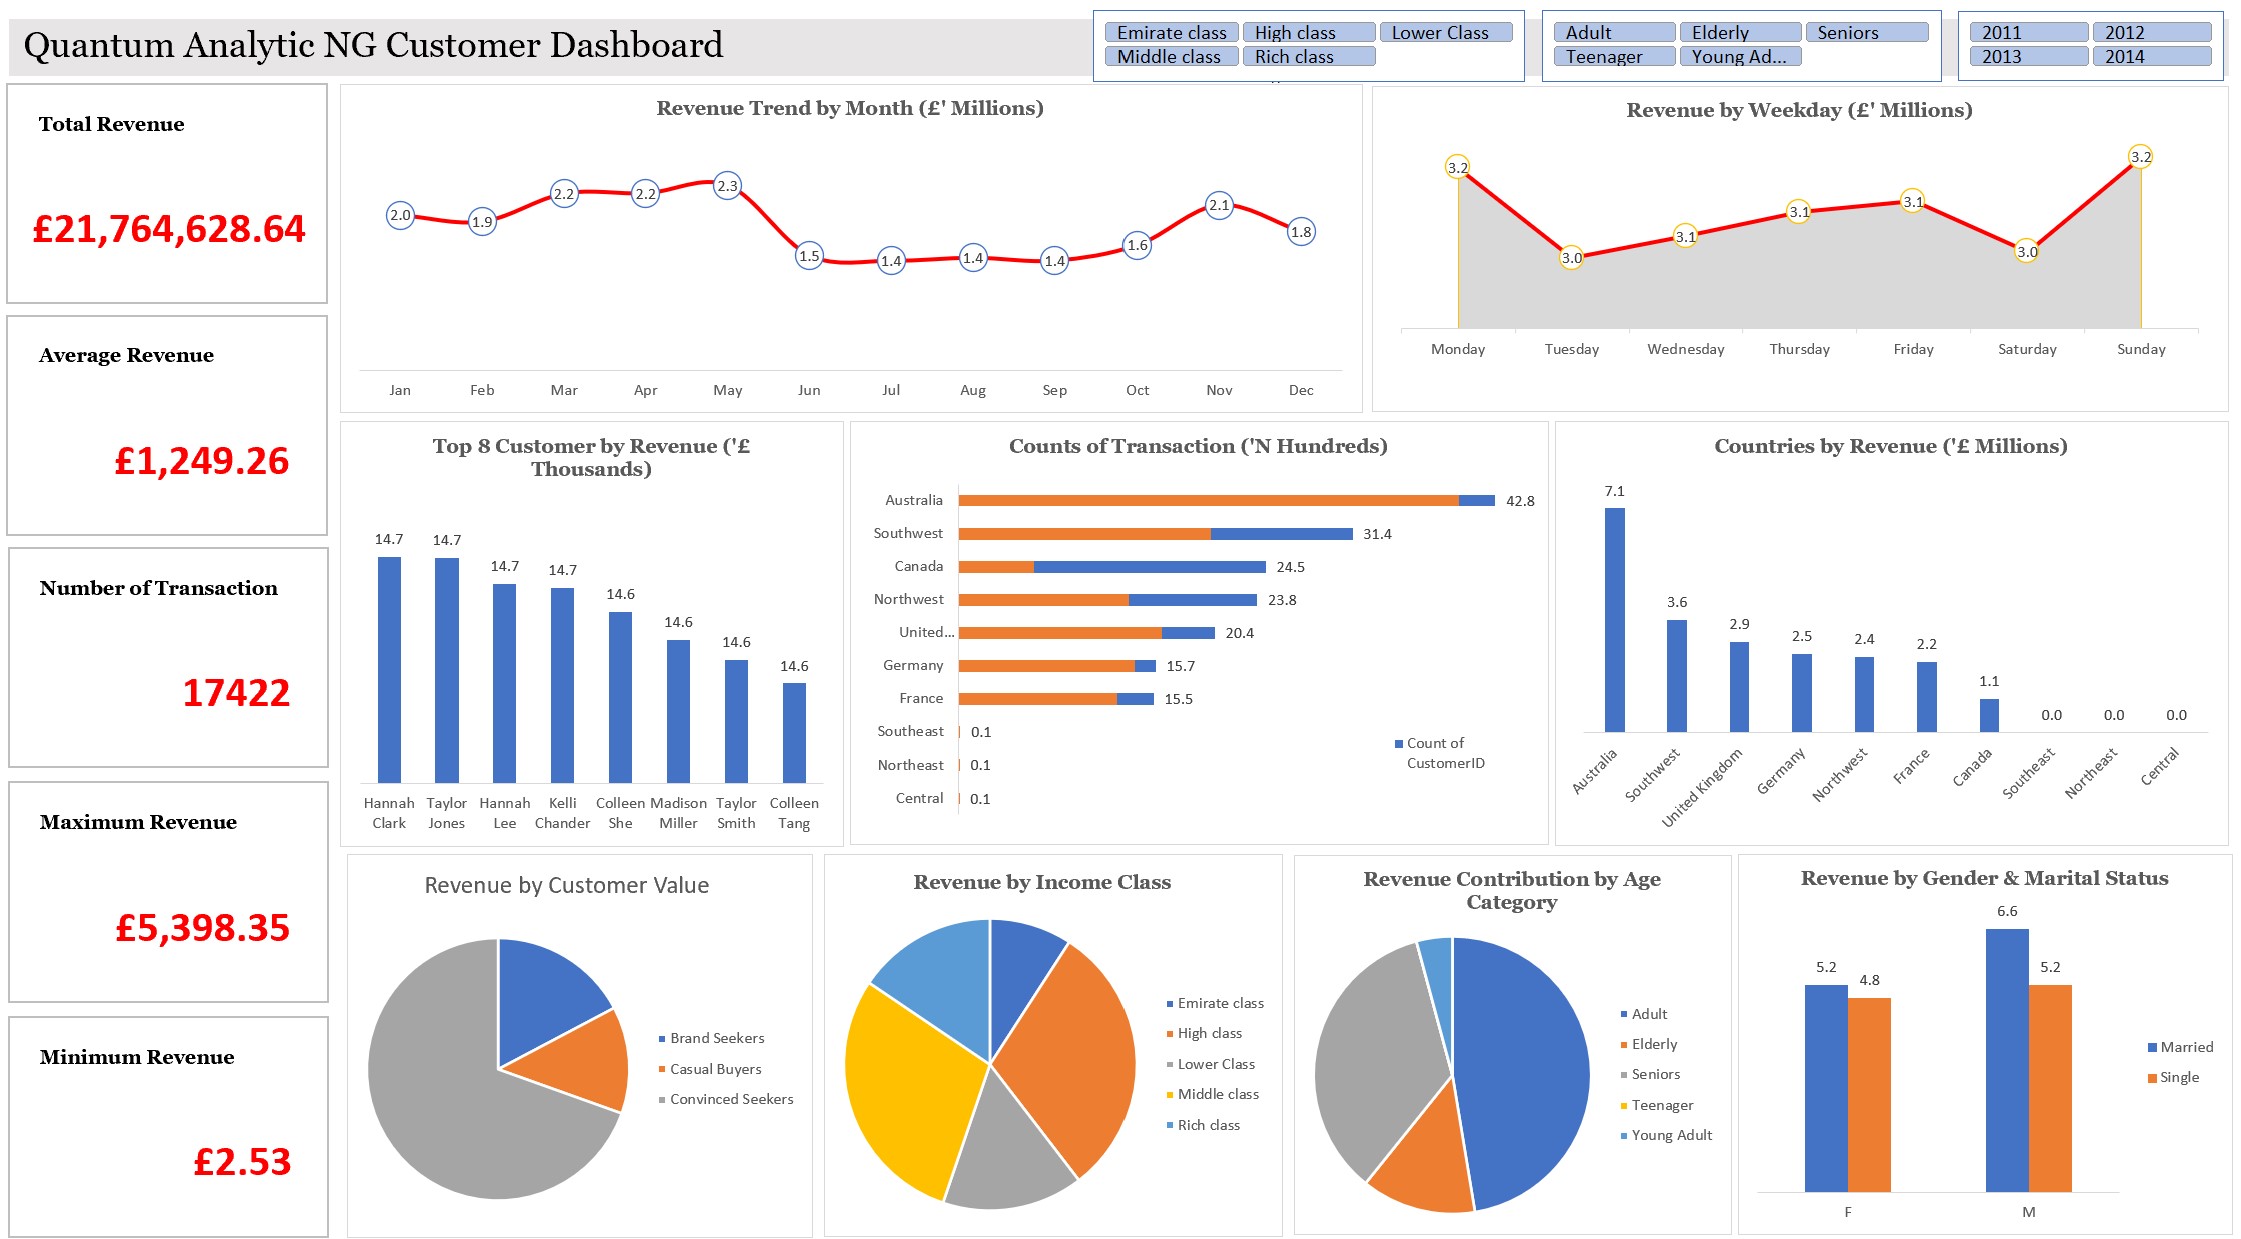 Quantum Analytic NG Customer Dashboard
Emirate class High class Lower Class
Middle class Rich class
Adult Elderly Seniors
Teenager Young Ad...
2011 2012
2013 2014
Total Revenue
£21,764,628.64
Average Revenue
£1,249.26
Number of Transaction
17422
Maximum Revenue
£5,398.35
Minimum Revenue
£2.53
Revenue Trend by Month (£' Millions)
2.0 1.9 2.2 2.2 2.3 1.5 1.4 1.4 1.4 1.6 2.1 1.8
Jan Feb Mar Apr May Jun Jul Aug Sep Oct Nov Dec
Revenue by Weekday (£' Millions)
3.2 3.0 3.1 3.1 3.1 3.0 3.2
Monday Tuesday Wednesday Thursday Friday Saturday Sunday
Top 8 Customer by Revenue ('£
Thousands)
14.7 14.7 14.7 14.7 14.6 14.6 14.6 14.6
Hannah Taylor Hannah Kelli Colleen Madison Taylor Colleen
Clark Jones Lee Chander She Miller Smith Tang
Counts of Transaction ('N Hundreds)
Australia 42.8
Southwest 31.4
Canada 24.5
Northwest 23.8
United... 20.4
Germany 15.7
France 15.5
Southeast 0.1
Northeast 0.1
Central 0.1
Count of
CustomerID
Countries by Revenue ('£ Millions)
7.1 3.6 2.9 2.5 2.4 2.2 1.1 0.0 0.0 0.0
Australia Southwest United Kingdom Germany Northwest France Canada Southeast Northeast Central
Revenue by Customer Value
Brand Seekers
Casual Buyers
Convinced Seekers
Revenue by Income Class
Emirate class
High class
Lower Class
Middle class
Rich class
Revenue Contribution by Age
Category
Adult
Elderly
Seniors
Teenager
Young Adult
Revenue by Gender & Marital Status
5.2 4.8 6.6 5.2
F M
Married
Single